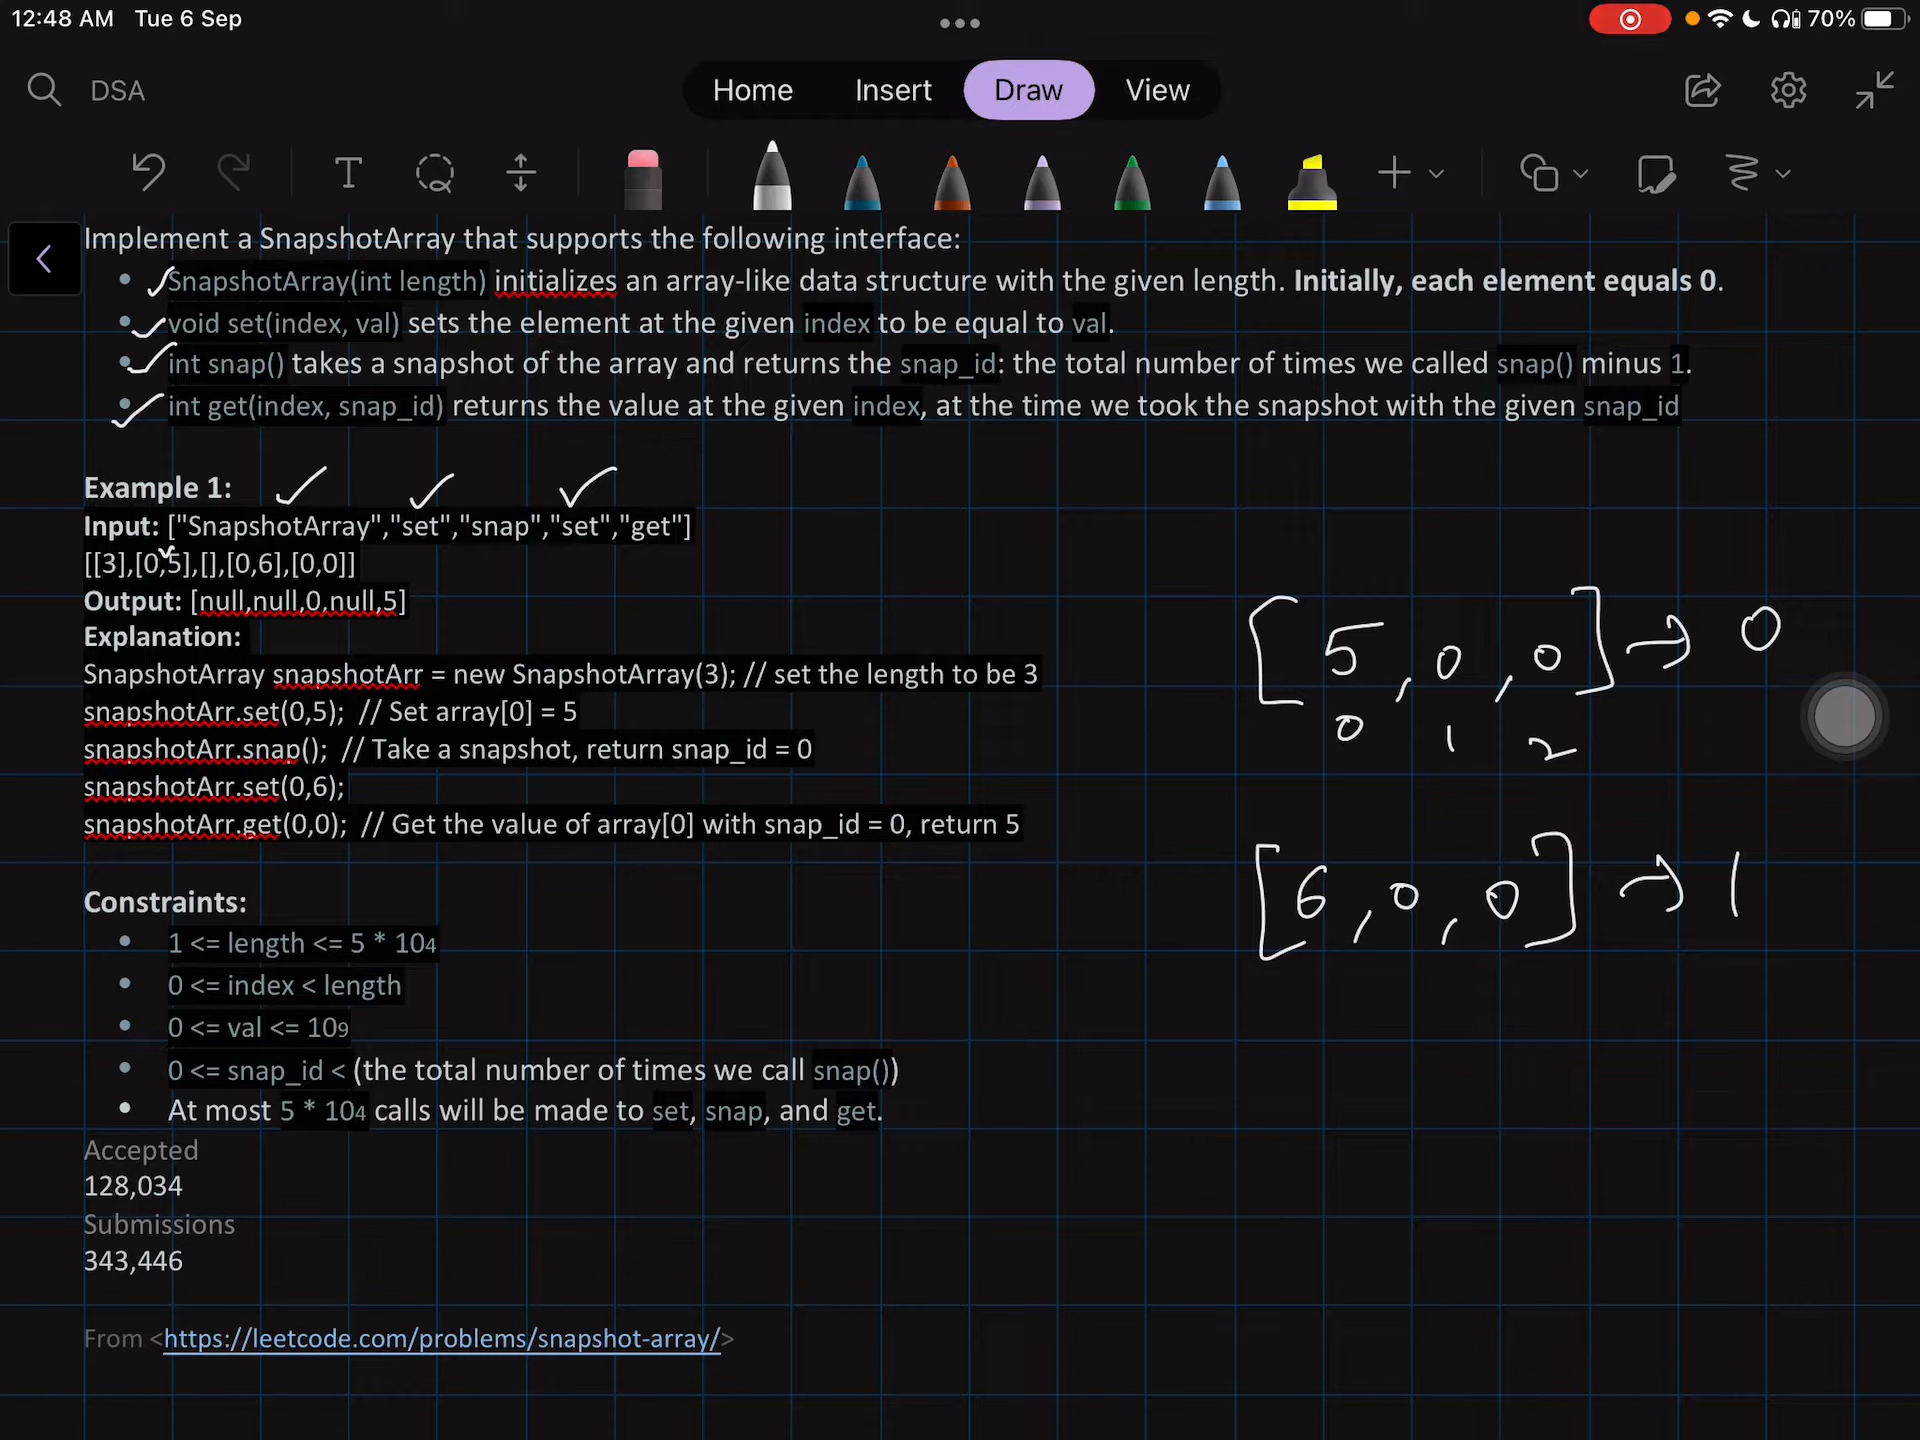 12:48 AM Tue 6 Sep
70%
DSA
Home Insert Draw View
T
Implement a SnapshotArray that supports the following interface:
• SnapshotArray(int length) initializes an array-like data structure with the given length. Initially, each element equals 0.
• void set(index, val) sets the element at the given index to be equal to val.
• int snap() takes a snapshot of the array and returns the snap_id: the total number of times we called snap() minus 1.
• int get(index, snap_id) returns the value at the given index, at the time we took the snapshot with the given snap_id
Example 1:
Input: ["SnapshotArray","set","snap","set","get"]
[[3],[0,5],[],[0,6],[0,0]]
Output: [null,null,0,null,5]
Explanation:
SnapshotArray snapshotArr = new SnapshotArray(3); // set the length to be 3
snapshotArr.set(0,5); // Set array[0] = 5
snapshotArr.snap(); // Take a snapshot, return snap_id = 0
snapshotArr.set(0,6);
snapshotArr.get(0,0); // Get the value of array[0] with snap_id = 0, return 5
Constraints:
• 1 <= length <= 5 * 104
• 0 <= index < length
• 0 <= val <= 109
• 0 <= snap_id < (the total number of times we call snap())
• At most 5 * 104 calls will be made to set, snap, and get.
Accepted
128,034
Submissions
343,446
From <https://leetcode.com/problems/snapshot-array/>
[5, 0, 0] → 0
0 1 2
[6, 0, 0] → 1